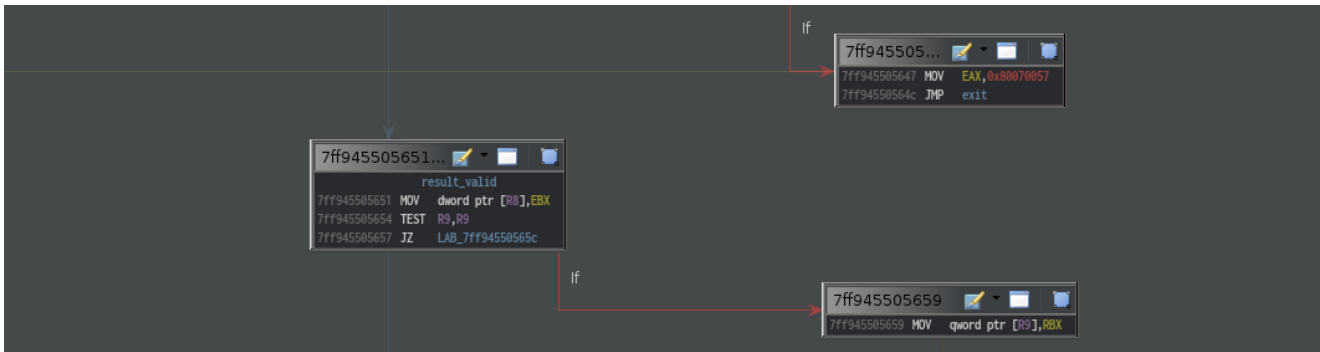 If
7ff945505...
7ff945505647 MOV EAX,0x80070057
7ff94550564c JMP exit
7ff945505651...
result_valid
7ff945505651 MOV dword ptr [R8],EBX
7ff945505654 TEST R9,R9
7ff945505657 JZ LAB_7ff94550565c
If
7ff945505659
7ff945505659 MOV qword ptr [R9],RBX